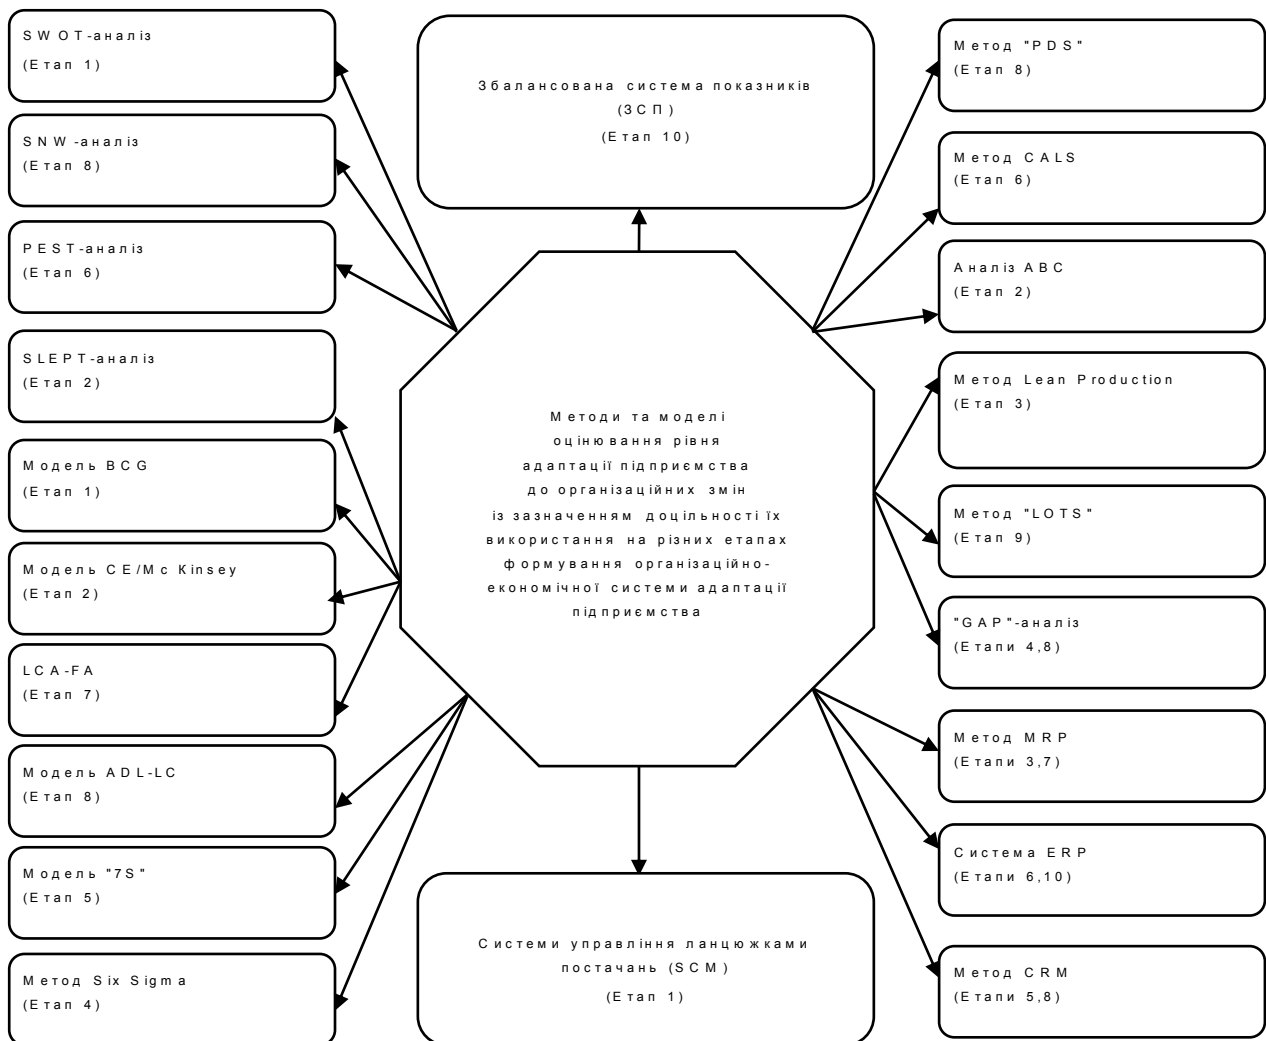 SWOT-аналіз
(Етап 1)
SNW-аналіз
(Етап 8)
PEST-аналіз
(Етап 6)
SLEPT-аналіз
(Етап 2)
Модель BCG
(Етап 1)
Модель CE/Mc Kinsey
(Етап 2)
LCA-FA
(Етап 7)
Модель ADL-LC
(Етап 8)
Модель "7S"
(Етап 5)
Метод Six Sigma
(Етап 4)
Збалансована система показників
(ЗСП)
(Етап 10)
Методи та моделі
оцінювання рівня
адаптації підприємства
до організаційних змін
із зазначенням доцільності їх
використання на різних етапах
формування організаційно-
економічної системи адаптації
підприємства
Системи управління ланцюжками
постачань (SCM)
(Етап 1)
Метод "PDS"
(Етап 8)
Метод CALS
(Етап 6)
Аналіз ABC
(Етап 2)
Метод Lean Production
(Етап 3)
Метод "LOTS"
(Етап 9)
"GAP"-аналіз
(Етапи 4,8)
Метод MRP
(Етапи 3,7)
Система ERP
(Етапи 6,10)
Метод CRM
(Етапи 5,8)